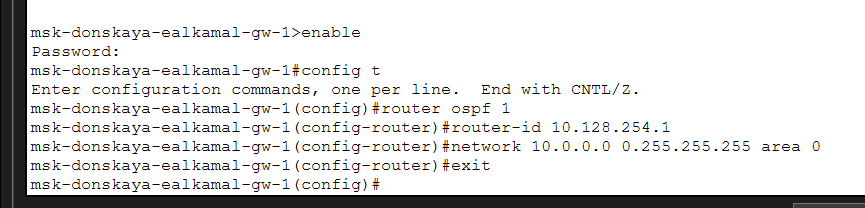 msk-donskaya-ealkamal-gw-1>enable
Password:
msk-donskaya-ealkamal-gw-1#config t
Enter configuration commands, one per line.  End with CNTL/Z.
msk-donskaya-ealkamal-gw-1(config)#router ospf 1
msk-donskaya-ealkamal-gw-1(config-router)#router-id 10.128.254.1
msk-donskaya-ealkamal-gw-1(config-router)#network 10.0.0.0 0.255.255.255 area 0
msk-donskaya-ealkamal-gw-1(config-router)#exit
msk-donskaya-ealkamal-gw-1(config)#